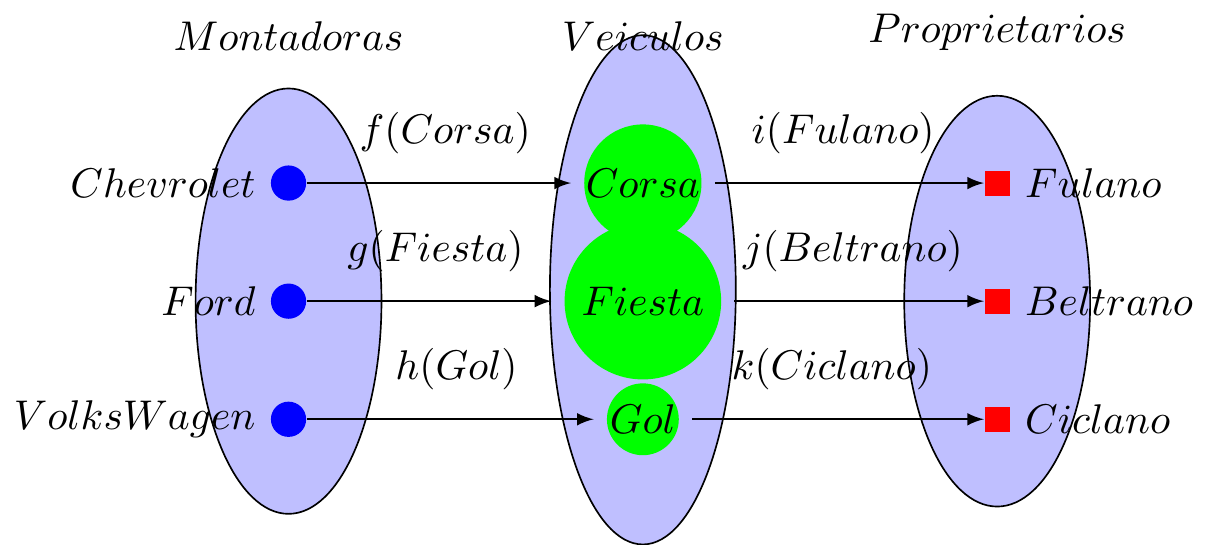 Montadoras
Veiculos
Proprietarios
f(Corsa)
i(Fulano)
Chevrolet
Corsa
Fulano
g(Fiesta)
j(Beltrano)
Ford
Fiesta
Beltrano
h(Gol)
k(Ciclano)
VolksWagen
Gol
Ciclano